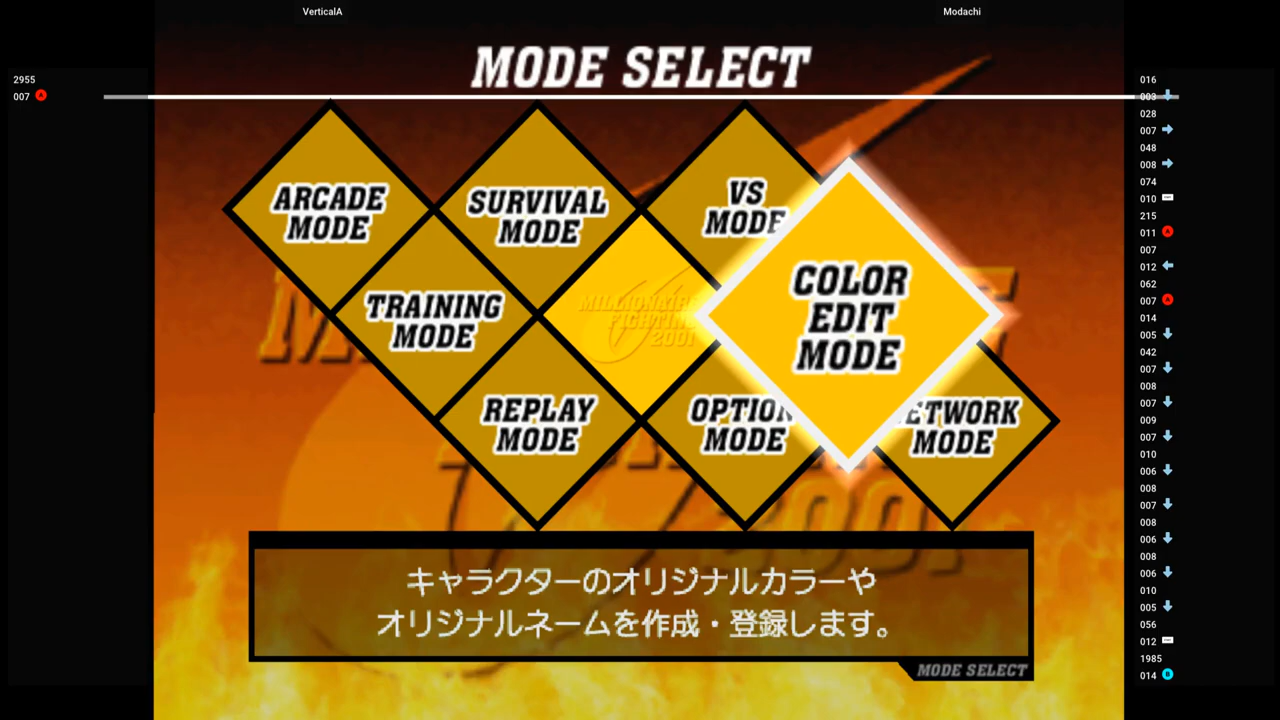 VerticalA
Modachi
MODE SELECT
2955
007 A
ARCADE
MODE
SURVIVAL
MODE
VS
MODE
TRAINING
MODE
MILLIONAIRE
FIGHTING
2001
COLOR
EDIT
MODE
REPLAY
MODE
OPTION
MODE
NETWORK
MODE
キャラクターのオリジナルカラーや
オリジナルネームを作成・登録します。
MODE SELECT
016
003
028
007
048
008
074
010
215
011 A
007
012
062
007 A
014
005
042
007
008
007
009
007
010
006
008
007
008
006
008
006
010
005
056
012
1985
014 B